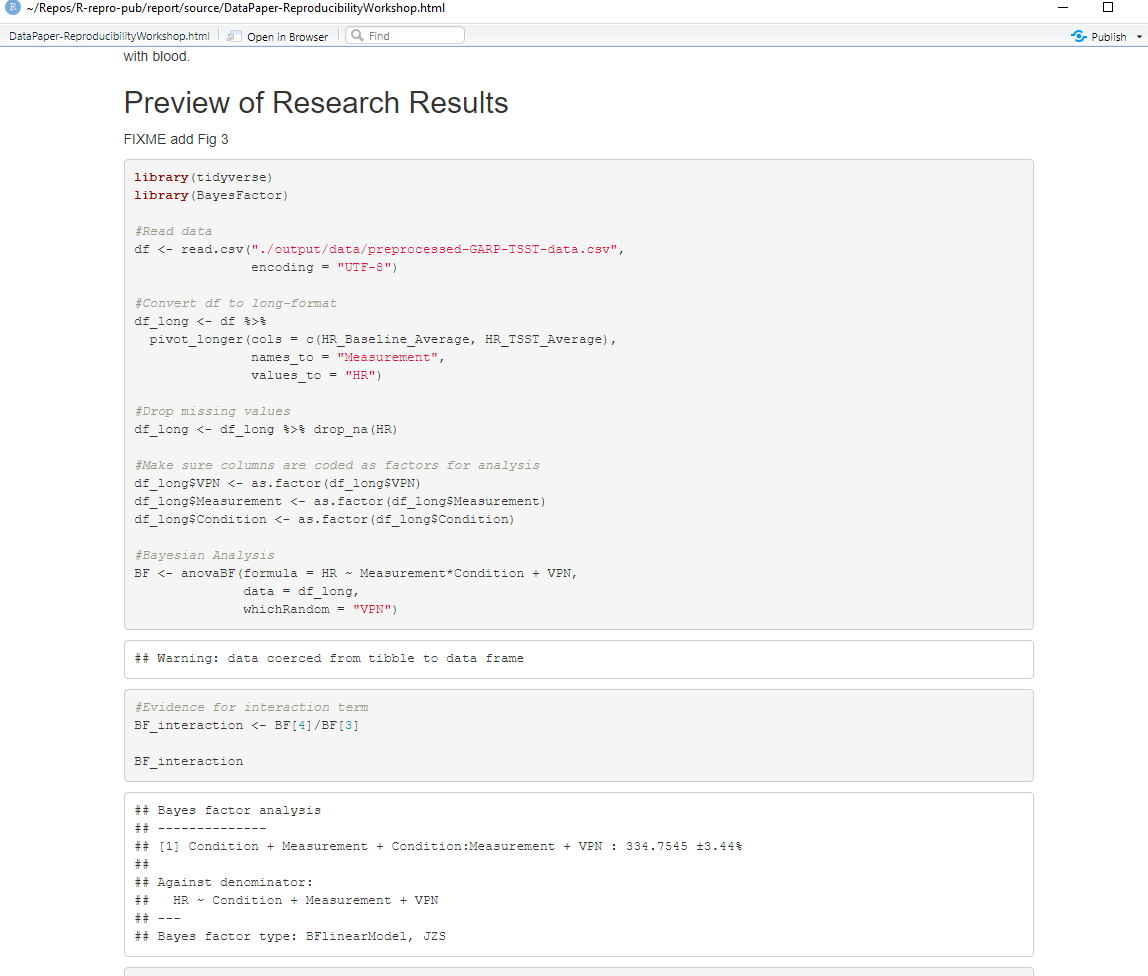 R ~/Repos/R-repro-pub/report/source/DataPaper-ReproducibilityWorkshop.html
DataPaper-ReproducibilityWorkshop.html Open in Browser Find Publish
with blood.
Preview of Research Results
FIXME add Fig 3
library(tidyverse)
library(BayesFactor)
#Read data
df <- read.csv("./output/data/preprocessed-GARP-TSST-data.csv",
encoding = "UTF-8")
#Convert df to long-format
df_long <- df %>%
pivot_longer(cols = c(HR_Baseline_Average, HR_TSST_Average),
names_to = "Measurement",
values_to = "HR")
#Drop missing values
df_long <- df_long %>% drop_na(HR)
#Make sure columns are coded as factors for analysis
df_long$VPN <- as.factor(df_long$VPN)
df_long$Measurement <- as.factor(df_long$Measurement)
df_long$Condition <- as.factor(df_long$Condition)
#Bayesian Analysis
BF <- anovaBF(formula = HR ~ Measurement*Condition + VPN,
data = df_long,
whichRandom = "VPN")
## Warning: data coerced from tibble to data frame
#Evidence for interaction term
BF_interaction <- BF[4]/BF[3]
BF_interaction
## Bayes factor analysis
## --------------
## [1] Condition + Measurement + Condition:Measurement + VPN : 334.7545 ±3.44%
##
## Against denominator:
##   HR ~ Condition + Measurement + VPN
## ---
## Bayes factor type: BFlinearModel, JZS